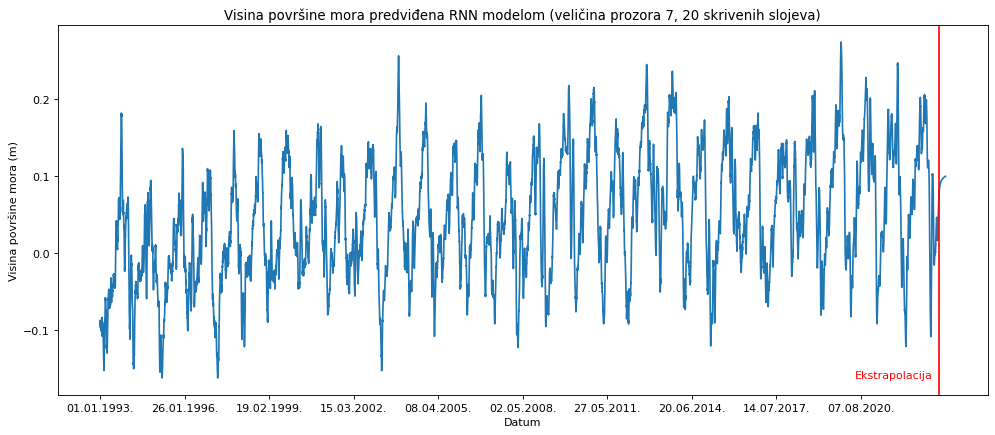 Visina površine mora predviđena RNN modelom (veličina prozora 7, 20 skrivenih slojeva)
Visina površine mora (m)
0.2
0.1
0.0
−0.1
Ekstrapolacija
01.01.1993. 26.01.1996. 19.02.1999. 15.03.2002. 08.04.2005. 02.05.2008. 27.05.2011. 20.06.2014. 14.07.2017. 07.08.2020.
Datum